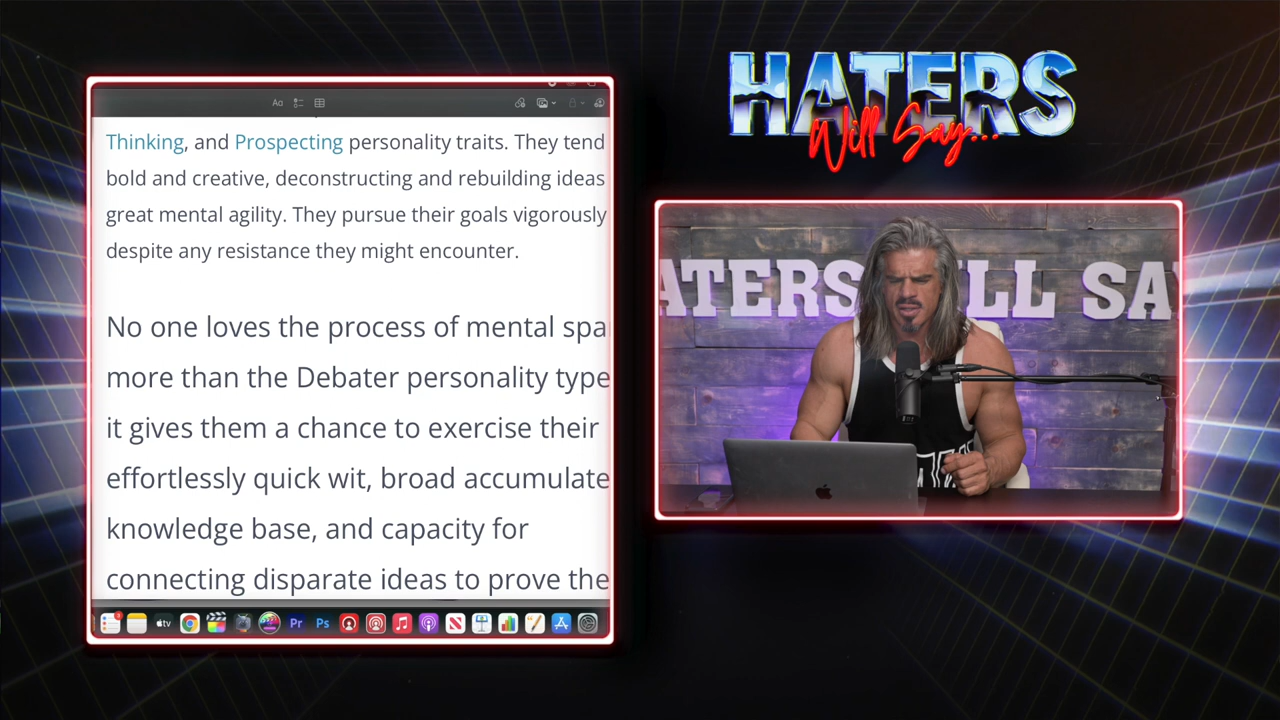 Thinking, and Prospecting personality traits. They tend
bold and creative, deconstructing and rebuilding ideas
great mental agility. They pursue their goals vigorously
despite any resistance they might encounter.
No one loves the process of mental spa
more than the Debater personality type
it gives them a chance to exercise their
effortlessly quick wit, broad accumulate
knowledge base, and capacity for
connecting disparate ideas to prove the
Aa
tv
Pr
Ps
HATERS
Will Say...
ATERS ILL SA